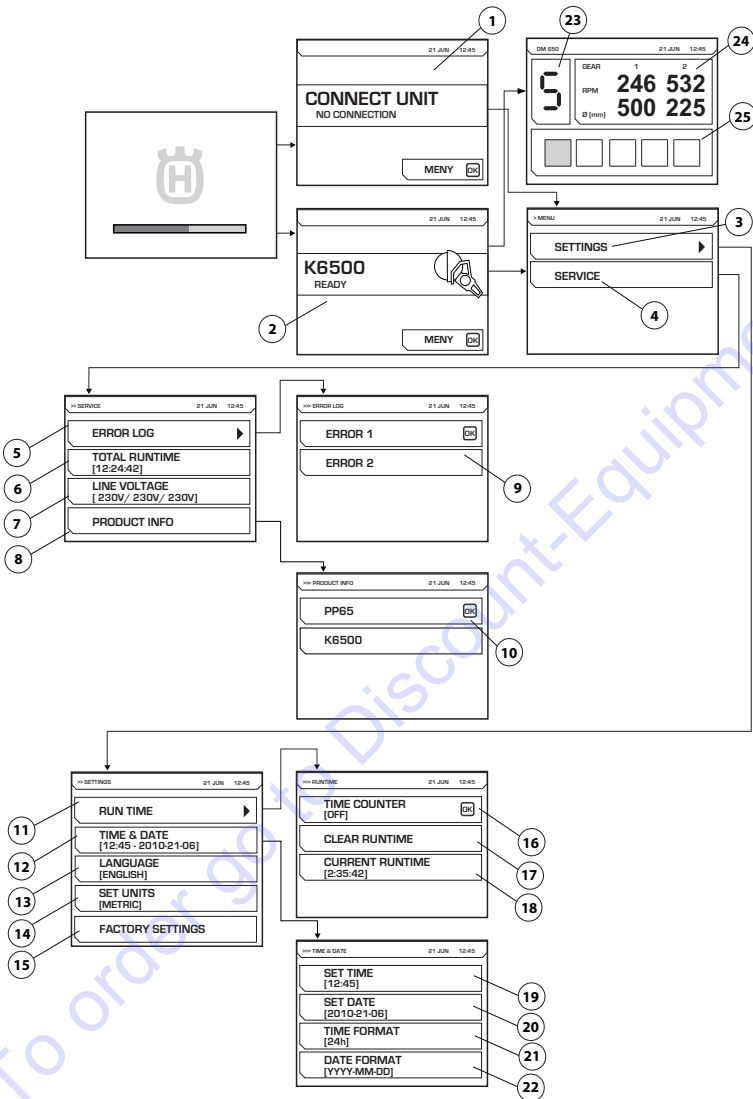 1
21 JUN 12:45
CONNECT UNIT
NO CONNECTION
MENY OK
23
24
DM 650 21 JUN 12:45
GEAR 1 2
RPM 246 532
Ø (mm) 500 225
S
25
H
21 JUN 12:45
K6500
READY
MENY OK
2
> MENU 21 JUN 12:45
SETTINGS
SERVICE
3
4
>> SERVICE 21 JUN 12:45
ERROR LOG
TOTAL RUNTIME
[12:24:42]
LINE VOLTAGE
[ 230V/ 230V/ 230V]
PRODUCT INFO
5
6
7
8
>>> ERROR LOG 21 JUN 12:45
ERROR 1 OK
ERROR 2
9
>>> PRODUCT INFO 21 JUN 12:45
PP65 OK
K6500
10
>> SETTINGS 21 JUN 12:45
RUN TIME
TIME & DATE
[12:45 - 2010-21-06]
LANGUAGE
[ENGLISH]
SET UNITS
[METRIC]
FACTORY SETTINGS
11
12
13
14
15
>>> RUNTIME 21 JUN 12:45
TIME COUNTER
[OFF] OK
CLEAR RUNTIME
CURRENT RUNTIME
[2:35:42]
16
17
18
>>> TIME & DATE 21 JUN 12:45
SET TIME
[12:45]
SET DATE
[2010-21-06]
TIME FORMAT
[24h]
DATE FORMAT
[YYYY-MM-DD]
19
20
21
22
To order go to Discount-Equipme